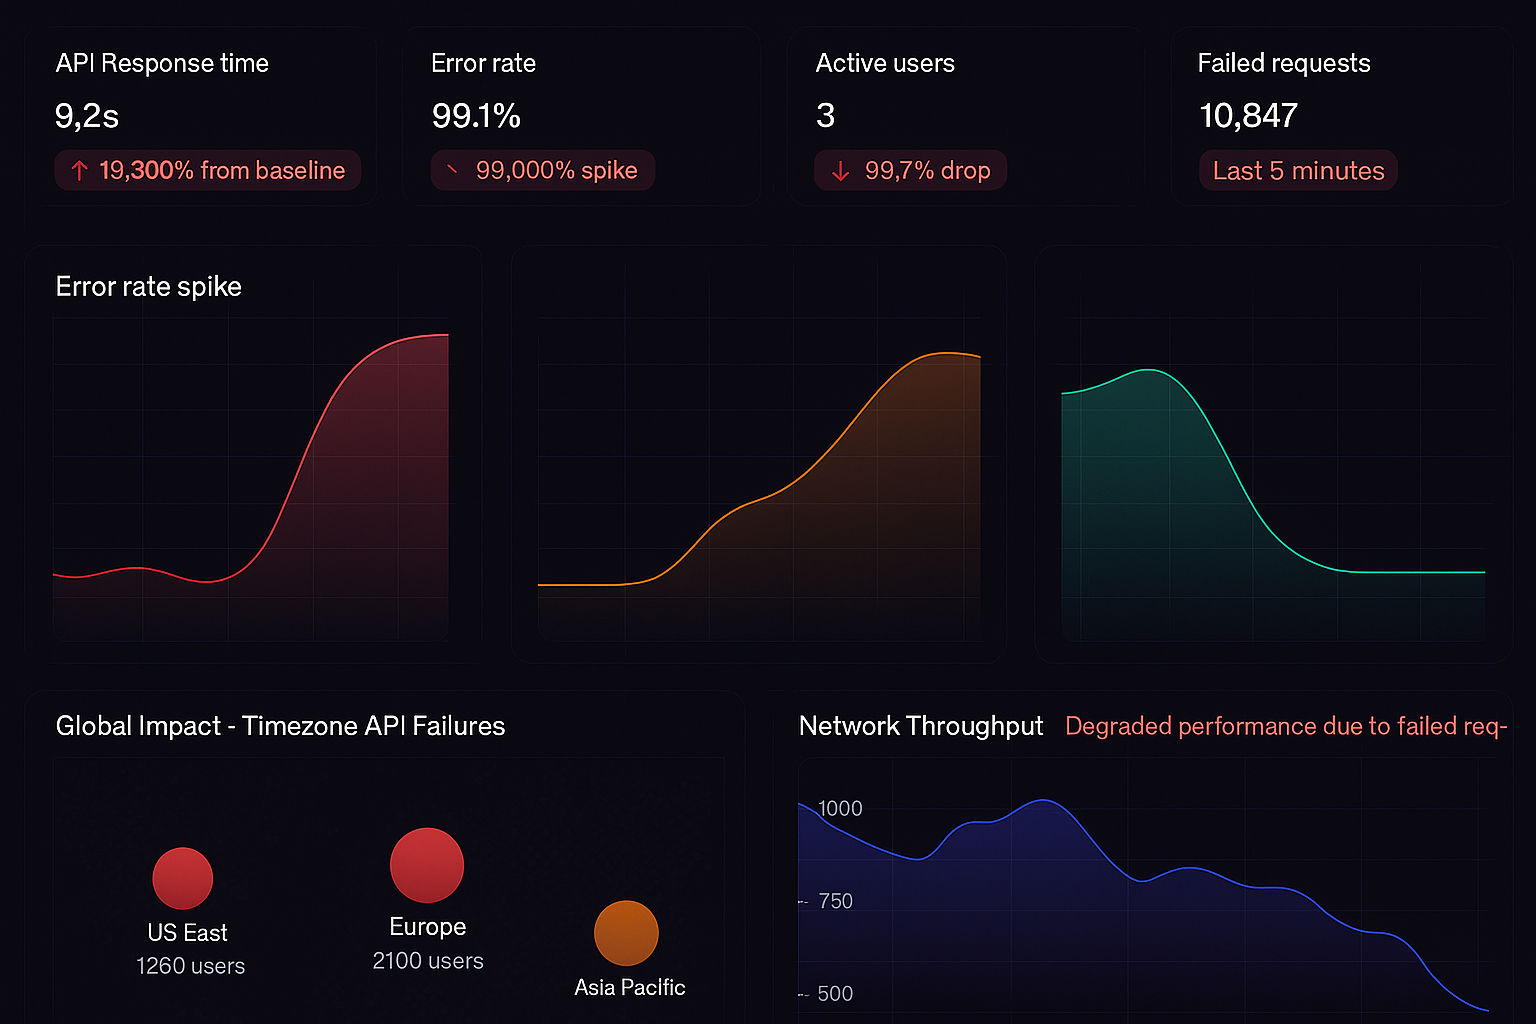 API Response time
9,2s
↑ 19,300% from baseline
Error rate
99.1%
99,000% spike
Active users
3
↓ 99,7% drop
Failed requests
10,847
Last 5 minutes
Error rate spike
Global Impact - Timezone API Failures
US East
1260 users
Europe
2100 users
Asia Pacific
Network Throughput Degraded performance due to failed req-
1000
750
500